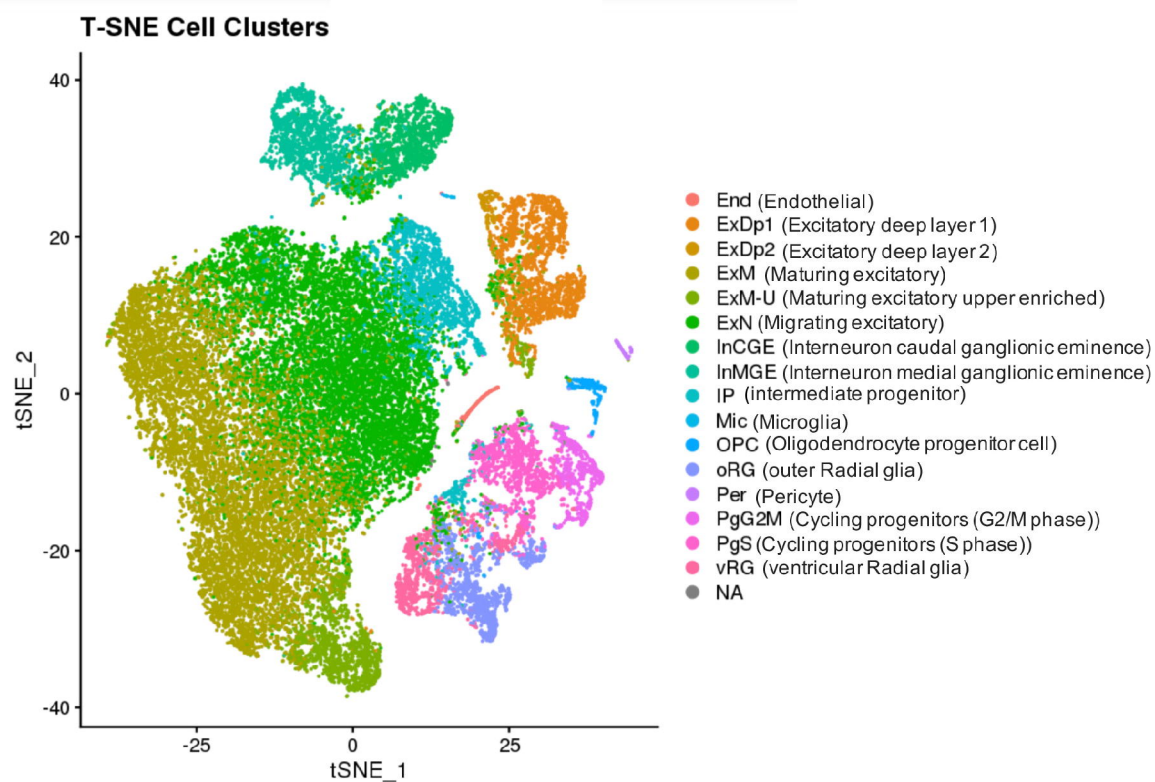 T-SNE Cell Clusters
40
20
0
-20
-40
tSNE_2
-25
0
25
tSNE_1
End (Endothelial)
ExDp1 (Excitatory deep layer 1)
ExDp2 (Excitatory deep layer 2)
ExM (Maturing excitatory)
ExM-U (Maturing excitatory upper enriched)
ExN (Migrating excitatory)
InCGE (Interneuron caudal ganglionic eminence)
InMGE (Interneuron medial ganglionic eminence)
IP (intermediate progenitor)
Mic (Microglia)
OPC (Oligodendrocyte progenitor cell)
oRG (outer Radial glia)
Per (Pericyte)
PgG2M (Cycling progenitors (G2/M phase))
PgS (Cycling progenitors (S phase))
vRG (ventricular Radial glia)
NA